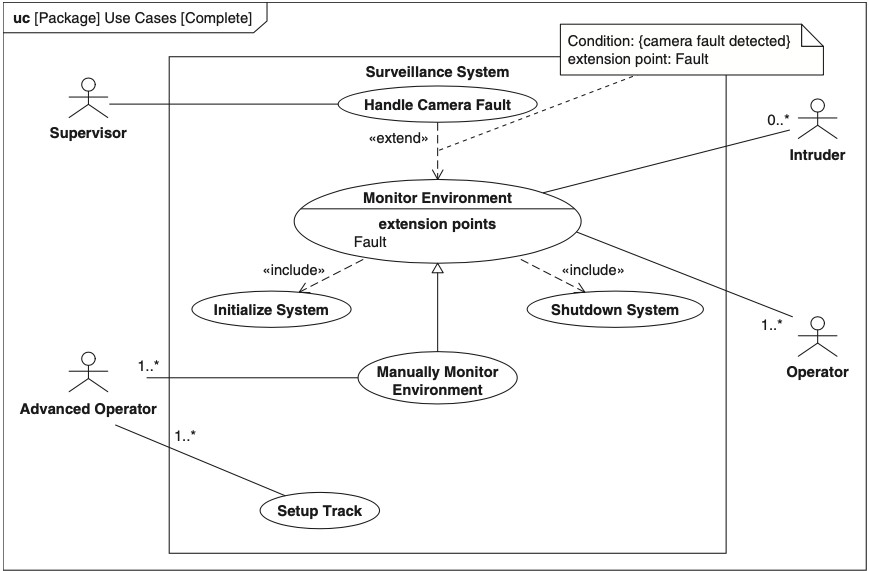 uc [Package] Use Cases [Complete]
Condition: {camera fault detected}
extension point: Fault
Surveillance System
Handle Camera Fault
Supervisor
«extend»
0..*
Intruder
Monitor Environment
extension points
Fault
«include»
«include»
Initialize System
Shutdown System
1..*
Operator
1..*
Manually Monitor
Environment
Advanced Operator
1..*
Setup Track